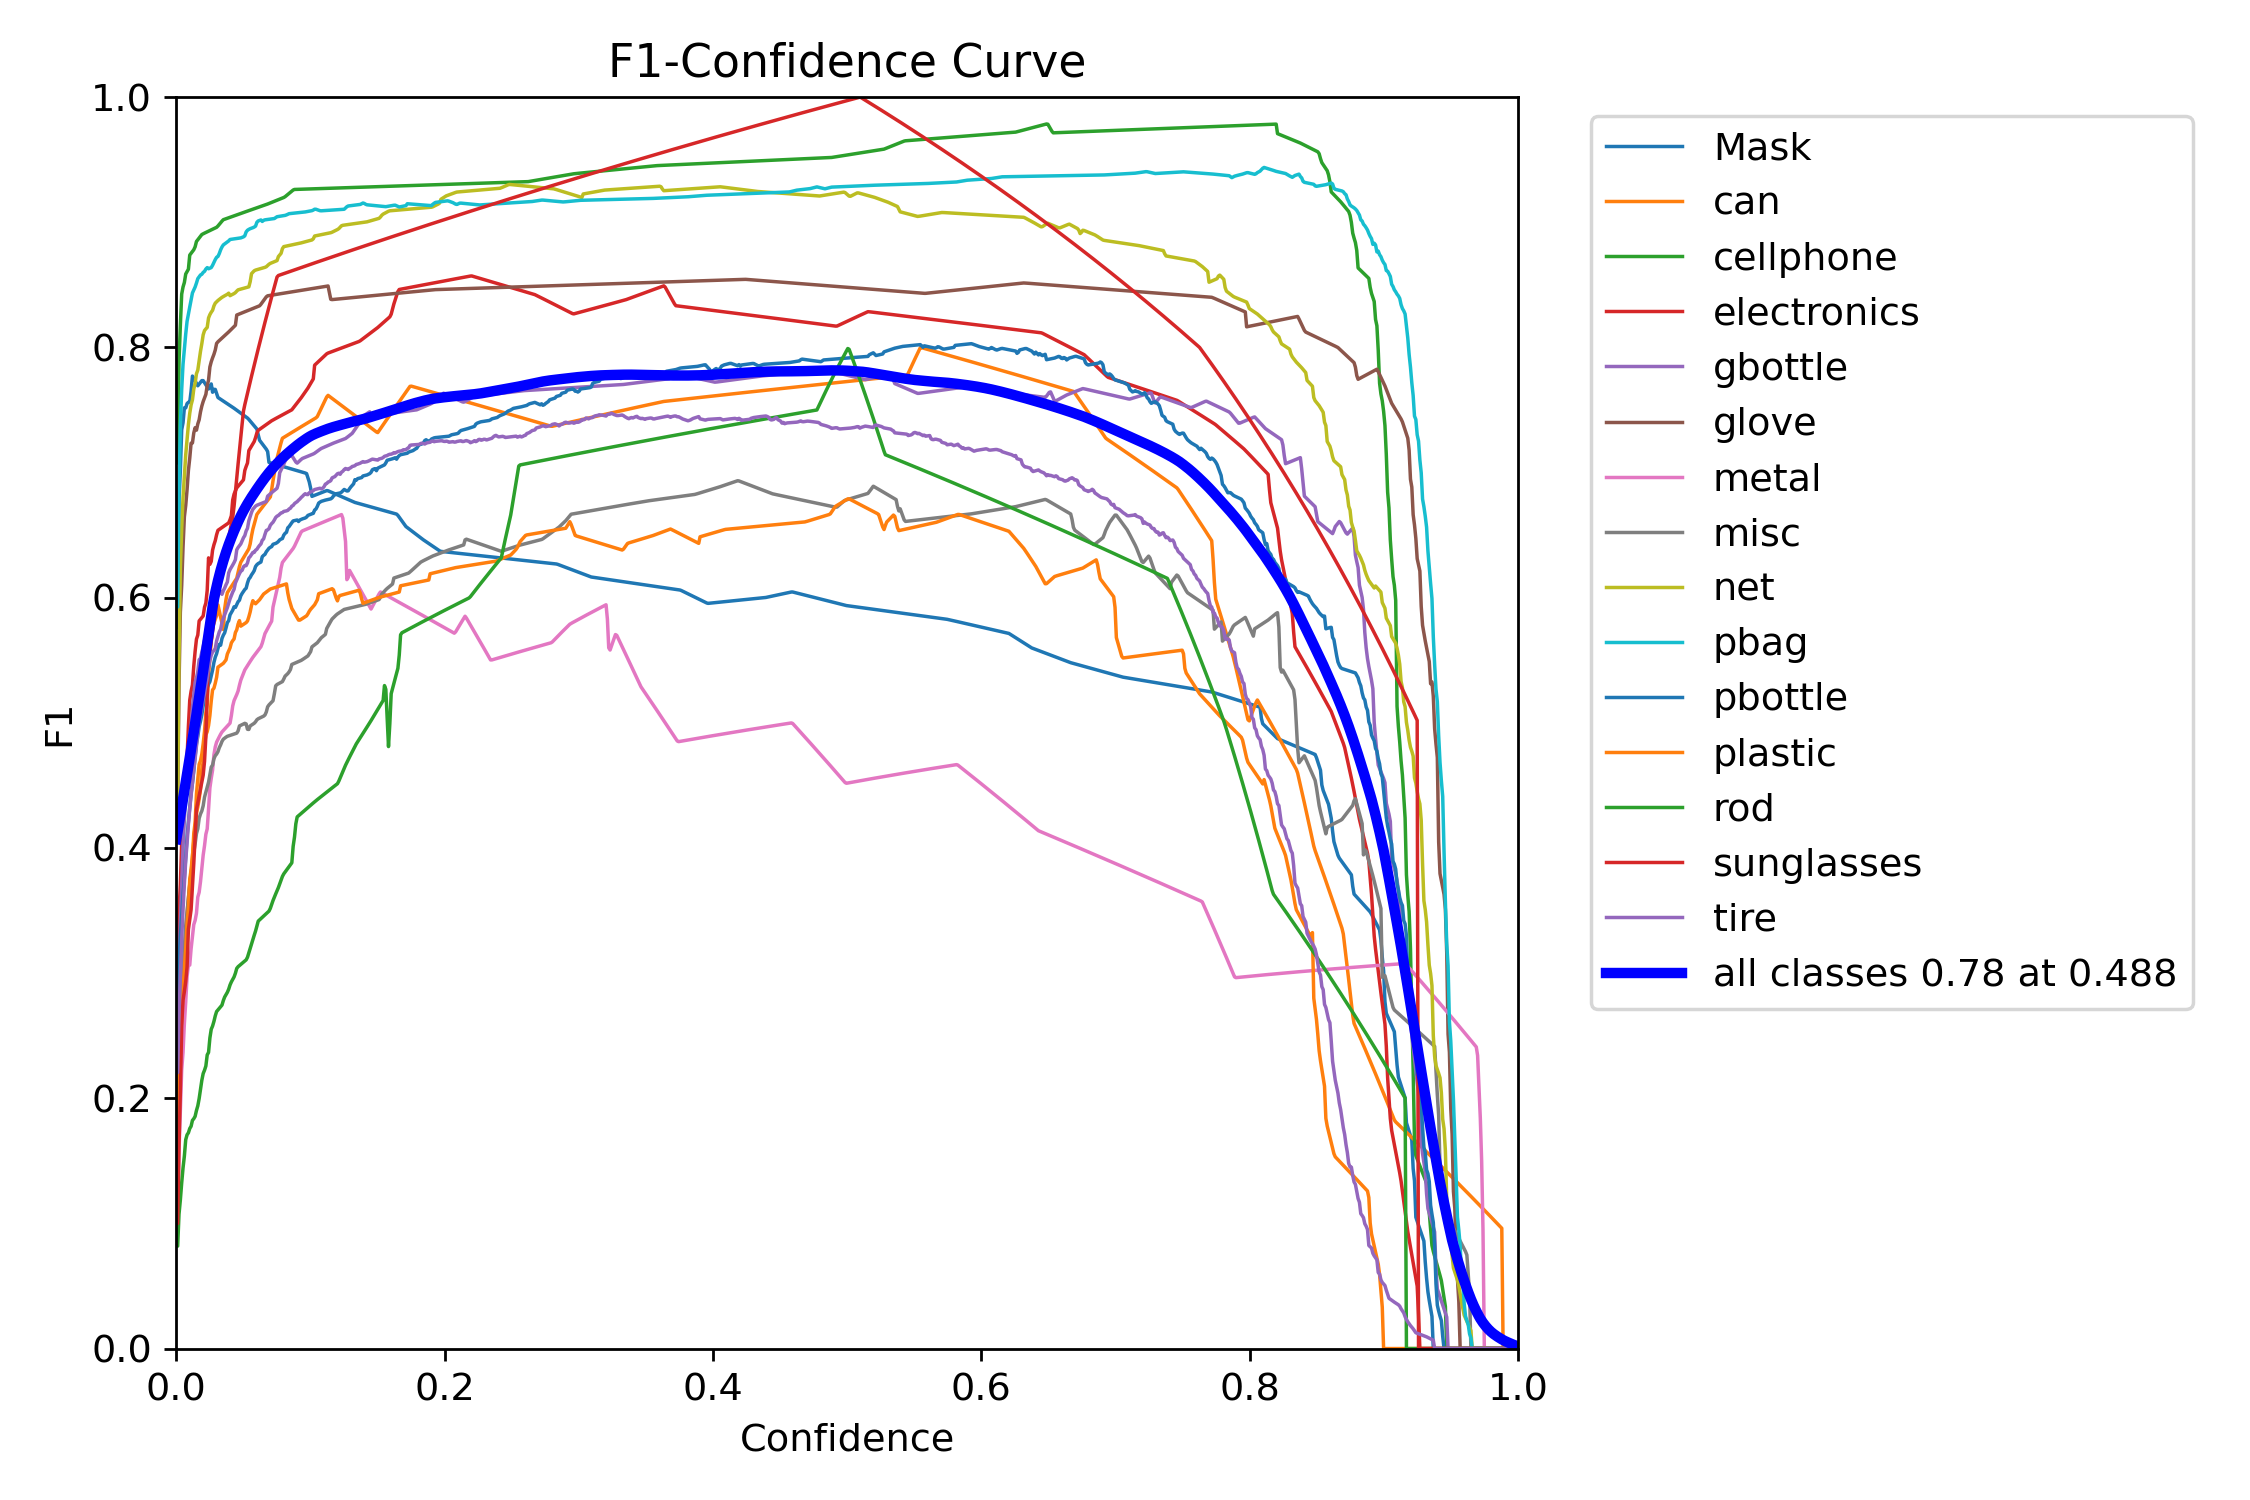 F1-Confidence Curve
1.0
0.8
0.6
0.4
0.2
0.0
F1
0.0 0.2 0.4 0.6 0.8 1.0
Confidence
Mask
can
cellphone
electronics
gbottle
glove
metal
misc
net
pbag
pbottle
plastic
rod
sunglasses
tire
all classes 0.78 at 0.488